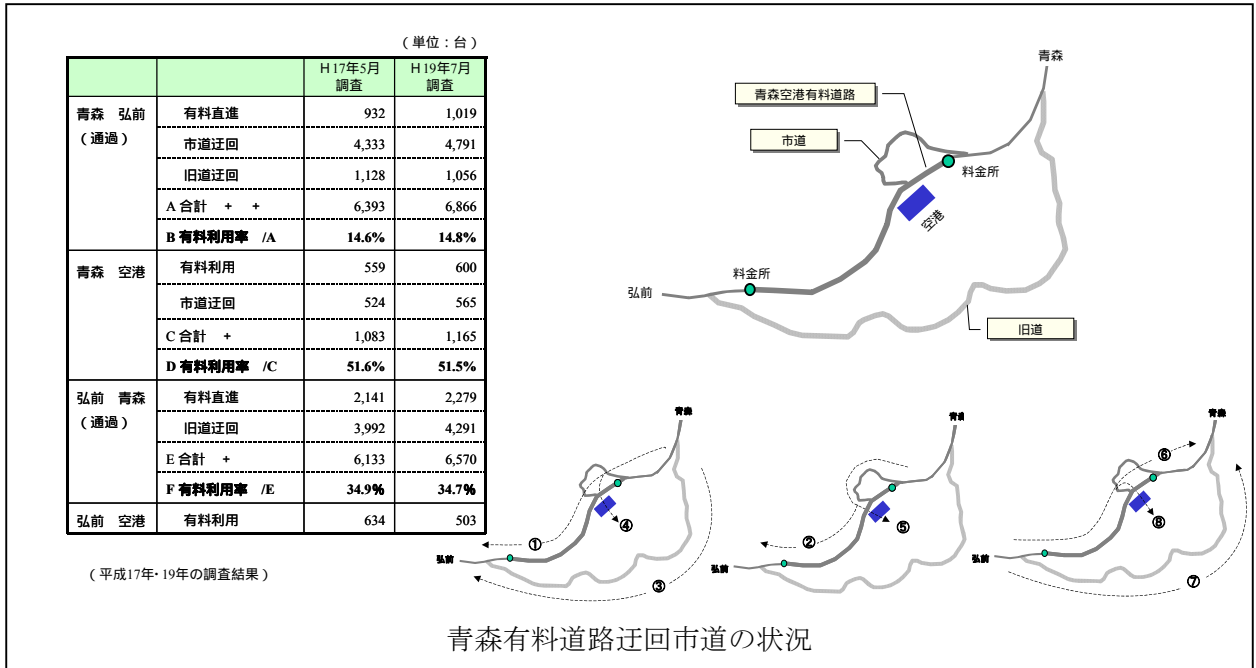 （単位：台）
H17年5月 調査 H19年7月 調査
青森 弘前 （通過） 有料直進 932 1,019
市道迂回 4,333 4,791
旧道迂回 1,128 1,056
A 合計 + + 6,393 6,866
B 有料利用率 /A 14.6% 14.8%
青森 空港 有料利用 559 600
市道迂回 524 565
C 合計 + 1,083 1,165
D 有料利用率 /C 51.6% 51.5%
弘前 青森 （通過） 有料直進 2,141 2,279
旧道迂回 3,992 4,291
E 合計 + 6,133 6,570
F 有料利用率 /E 34.9% 34.7%
弘前 空港 有料利用 634 503
（平成17年・19年の調査結果）
青森
青森空港有料道路
市道
料金所
空港
料金所
弘前
旧道
青森
④
①
弘前
③
青森
⑤
②
弘前
青森
⑥
⑧
弘前
⑦
青森有料道路迂回市道の状況